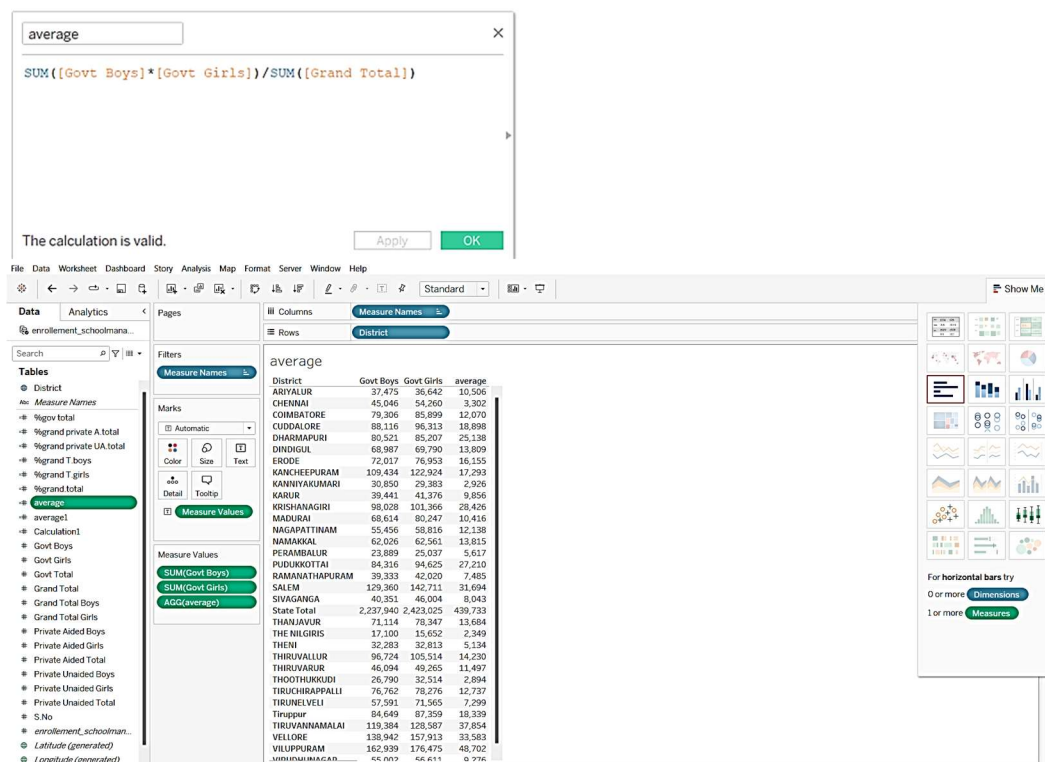 average
SUM([Govt Boys]*[Govt Girls])/SUM([Grand Total])
The calculation is valid.
Apply
OK
File Data Worksheet Dashboard Story Analysis Map Format Server Window Help
Standard
Show Me
Data Analytics
enrollement_schoolmana...
Search
Tables
District
Abc Measure Names
%gov total
%grand private A.total
%grand private UA.total
%grand T.boys
%grand T.girls
%grand.total
average
average1
Calculation1
Govt Boys
Govt Girls
Govt Total
Grand Total
Grand Total Boys
Grand Total Girls
Private Aided Boys
Private Aided Girls
Private Aided Total
Private Unaided Boys
Private Unaided Girls
Private Unaided Total
S.No
enrollement_schoolman...
Latitude (generated)
Longitude (generated)
Pages
Filters
Measure Names
Marks
Automatic
Color Size Text
Detail Tooltip
Measure Values
Measure Values
SUM(Govt Boys)
SUM(Govt Girls)
AGG(average)
Columns Measure Names
Rows District
average
District Govt Boys Govt Girls average
ARIYALUR 37,475 36,642 10,506
CHENNAI 45,046 54,260 3,302
COIMBATORE 79,306 85,899 12,070
CUDDALORE 88,116 96,313 18,898
DHARMAPURI 80,521 85,207 25,138
DINDIGUL 68,987 69,790 13,809
ERODE 72,017 76,953 16,155
KANCHEEPURAM 109,434 122,924 17,293
KANNIYAKUMARI 30,850 29,383 2,926
KARUR 39,441 41,376 9,856
KRISHANAGIRI 98,028 101,366 28,426
MADURAI 68,614 80,247 10,416
NAGAPATTINAM 55,456 58,816 12,138
NAMAKKAL 62,026 62,561 13,815
PERAMBALUR 23,889 25,037 5,617
PUDUKKOTTAI 84,316 94,625 27,210
RAMANATHAPURAM 39,333 42,020 7,485
SALEM 129,360 142,711 31,694
SIVAGANGA 40,351 46,004 8,043
State Total 2,237,940 2,423,025 439,733
THANJAVUR 71,114 78,347 13,684
THE NILGIRIS 17,100 15,652 2,349
THENI 32,283 32,813 5,134
THIRUVALLUR 96,724 105,514 14,230
THIRUVARUR 46,094 49,265 11,497
THOOTHUKKUDI 26,790 32,514 2,894
TIRUCHIRAPPALLI 76,762 78,276 12,737
TIRUNELVELI 57,591 71,565 7,299
Tiruppur 84,649 87,359 18,339
TIRUVANNAMALAI 119,384 128,587 37,854
VELLORE 138,942 157,913 33,583
VILUPPURAM 162,939 176,475 48,702
VIRUDHUNAGAR 55,002 56,611 9,276
For horizontal bars try
0 or more Dimensions
1 or more Measures